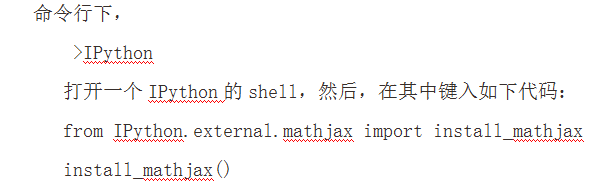 命令行下，
>IPython
打开一个 IPython 的 shell，然后，在其中键入如下代码：
from IPython.external.mathjax import install_mathjax
install_mathjax()